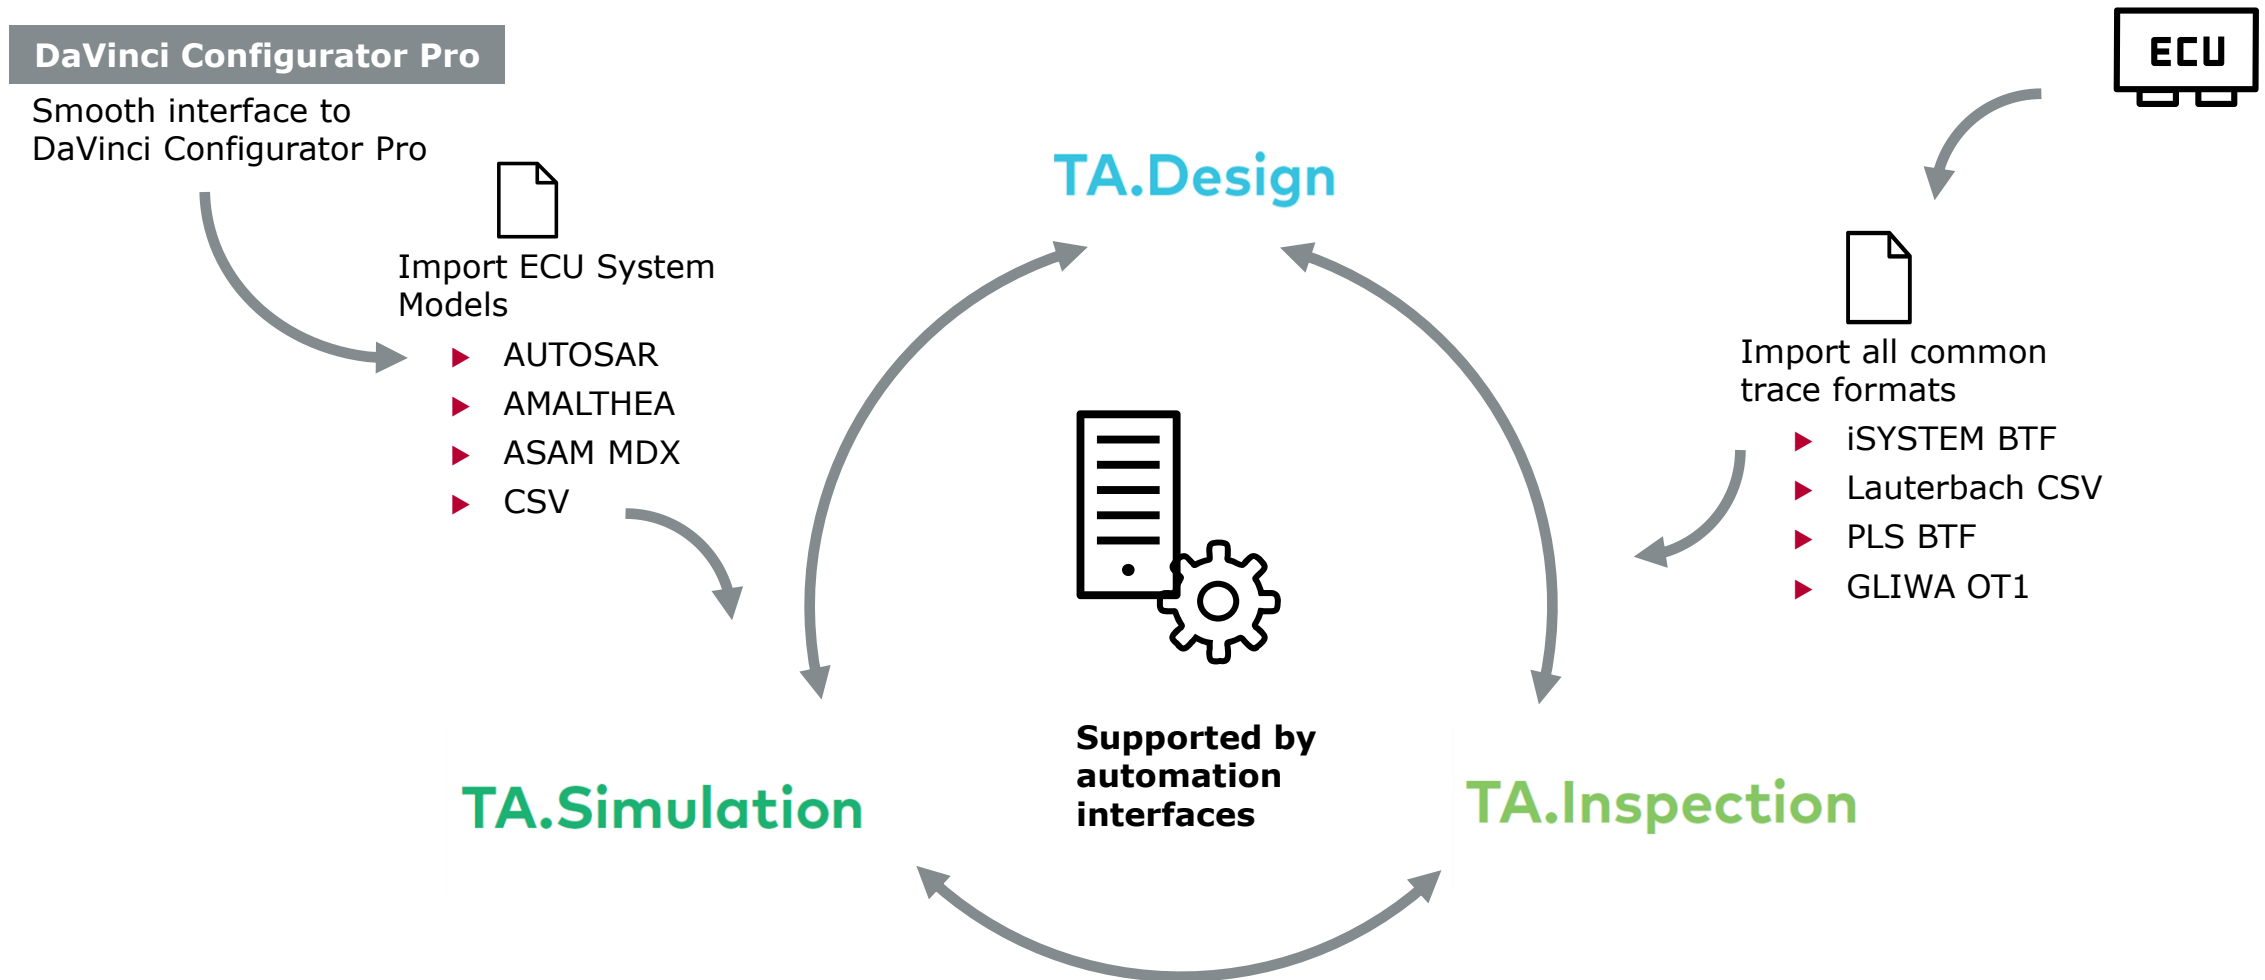 DaVinci Configurator Pro
Smooth interface to
DaVinci Configurator Pro
Import ECU System
Models
AUTOSAR
AMALTHEA
ASAM MDX
CSV
TA.Design
ECU
Import all common
trace formats
iSYSTEM BTF
Lauterbach CSV
PLS BTF
GLIWA OT1
Supported by
automation
interfaces
TA.Simulation
TA.Inspection